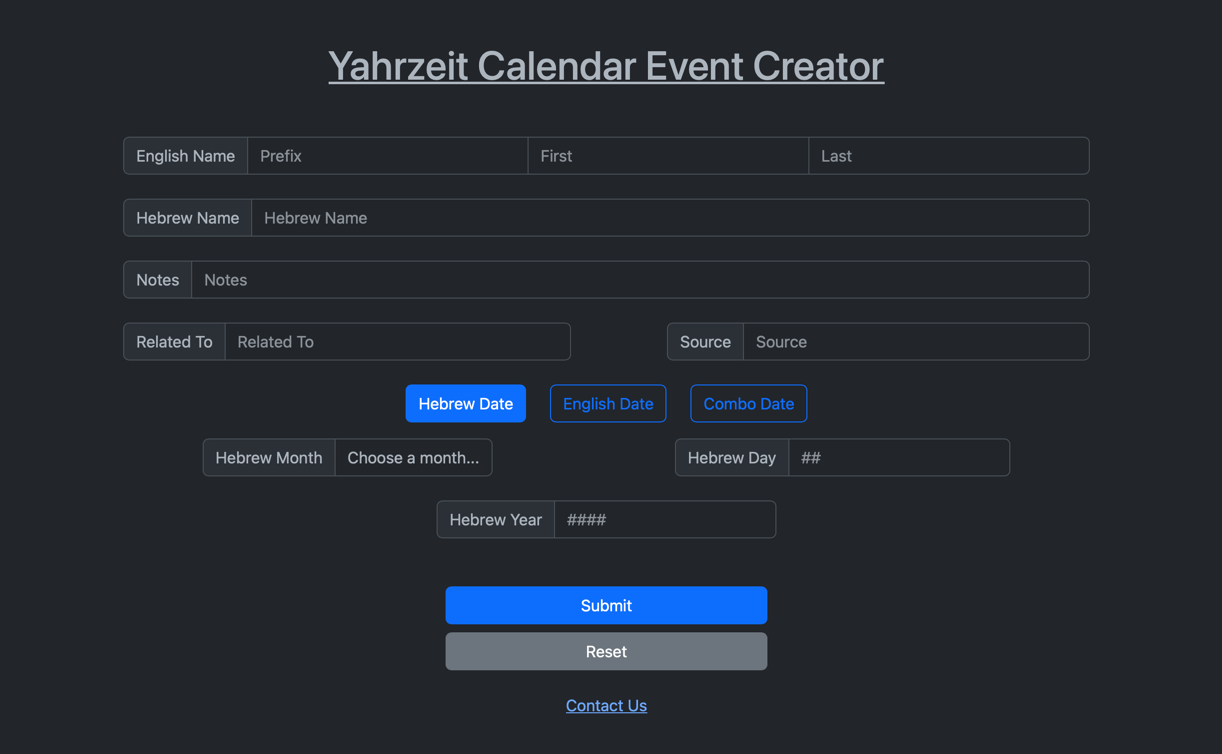 Yahrzeit Calendar Event Creator
English Name Prefix First Last
Hebrew Name Hebrew Name
Notes Notes
Related To Related To Source Source
Hebrew Date English Date Combo Date
Hebrew Month Choose a month... Hebrew Day ##
Hebrew Year ####
Submit
Reset
Contact Us